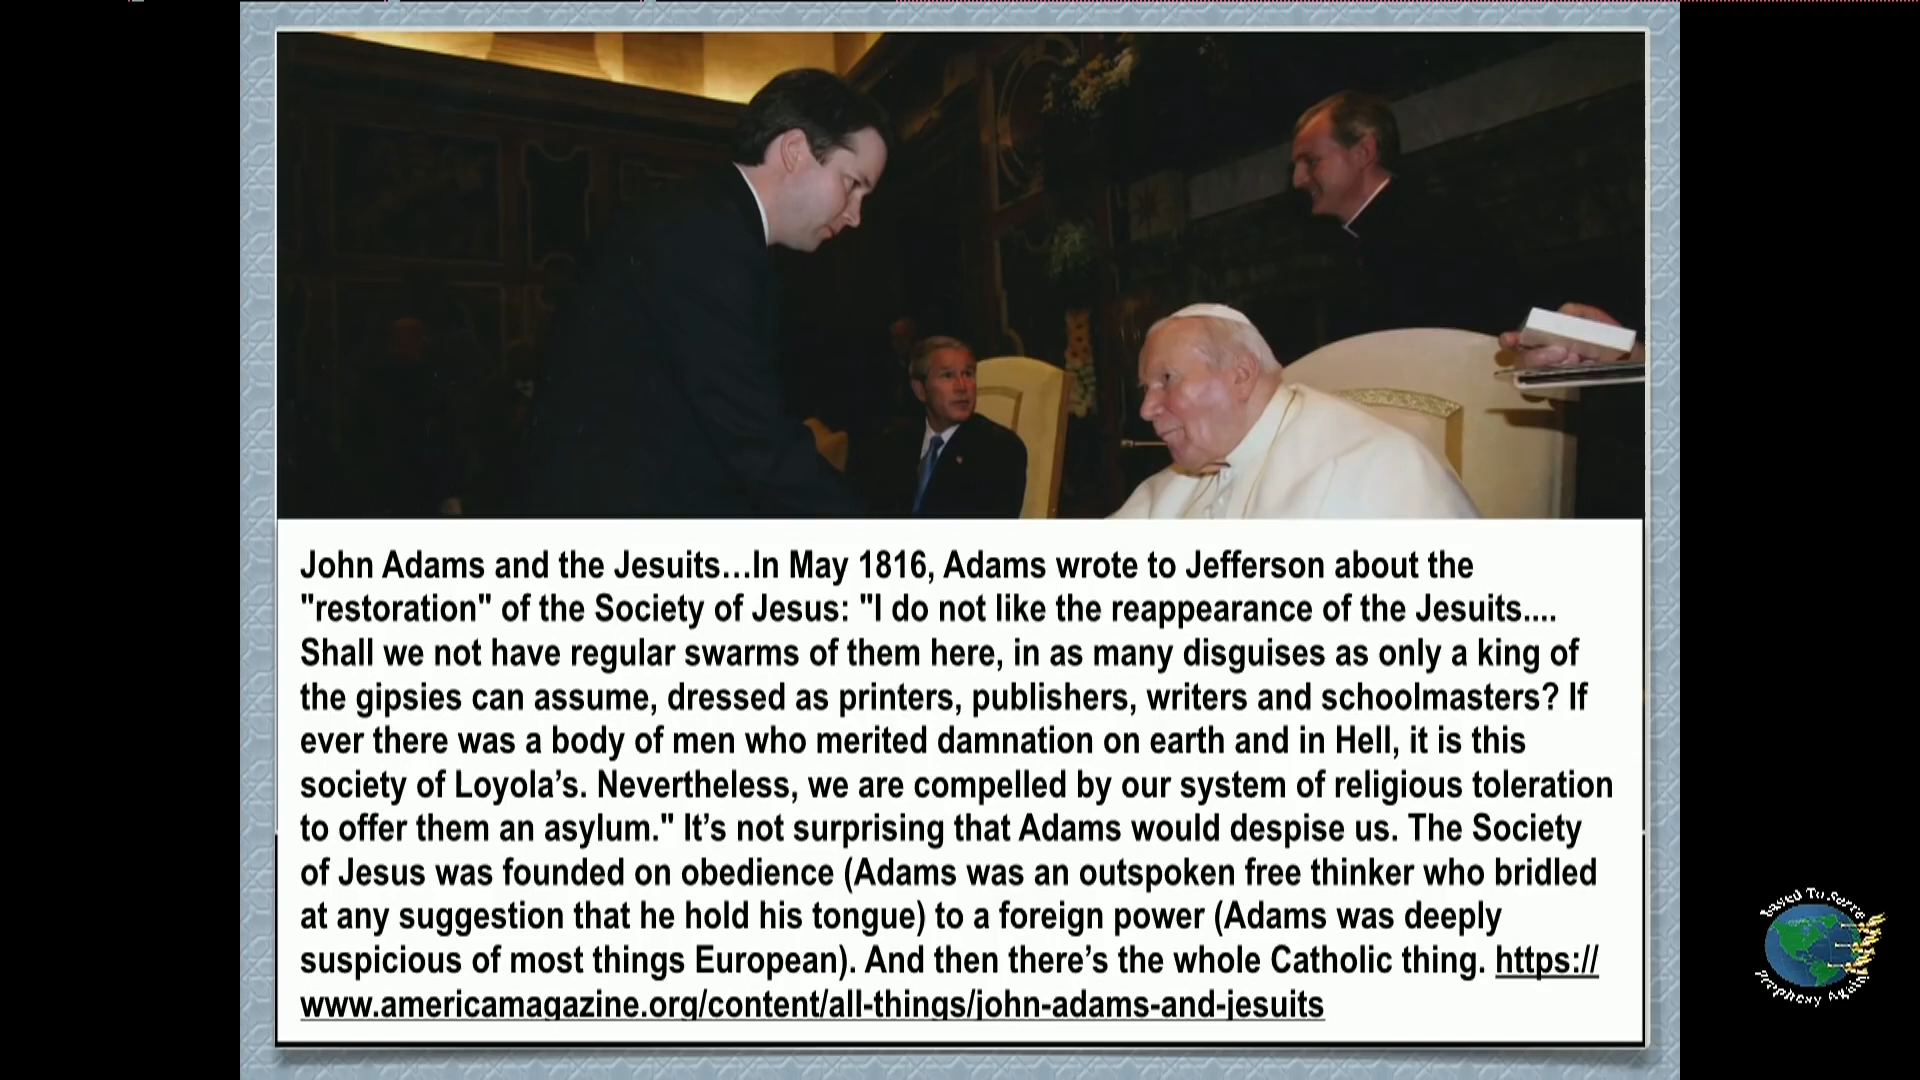 John Adams and the Jesuits…In May 1816, Adams wrote to Jefferson about the
"restoration" of the Society of Jesus: "I do not like the reappearance of the Jesuits....
Shall we not have regular swarms of them here, in as many disguises as only a king of
the gipsies can assume, dressed as printers, publishers, writers and schoolmasters? If
ever there was a body of men who merited damnation on earth and in Hell, it is this
society of Loyola’s. Nevertheless, we are compelled by our system of religious toleration
to offer them an asylum." It’s not surprising that Adams would despise us. The Society
of Jesus was founded on obedience (Adams was an outspoken free thinker who bridled
at any suggestion that he hold his tongue) to a foreign power (Adams was deeply
suspicious of most things European). And then there’s the whole Catholic thing. https://
www.americamagazine.org/content/all-things/john-adams-and-jesuits
To
Prophesy Again